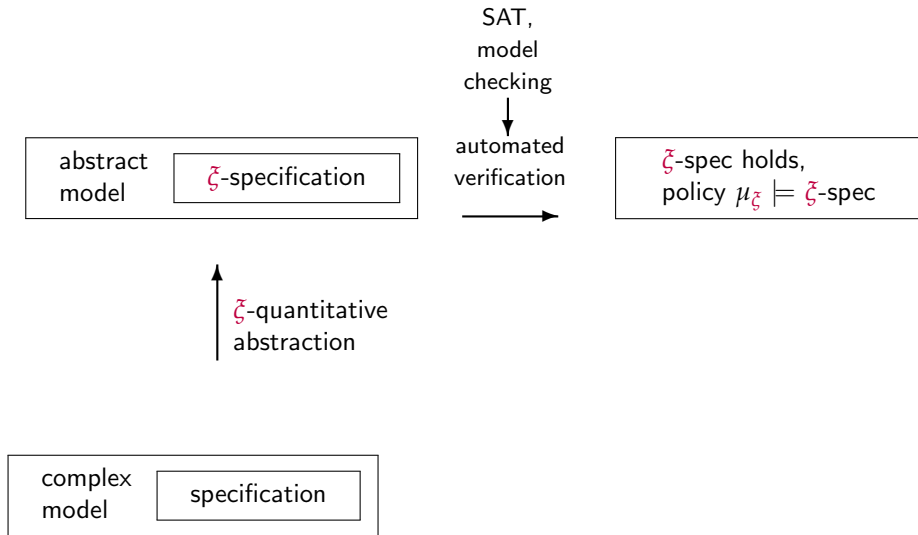 SAT,
model
checking
automated
verification
abstract
model
ξ-specification
ξ-spec holds,
policy μ_ξ ⊨ ξ-spec
ξ-quantitative
abstraction
complex
model
specification